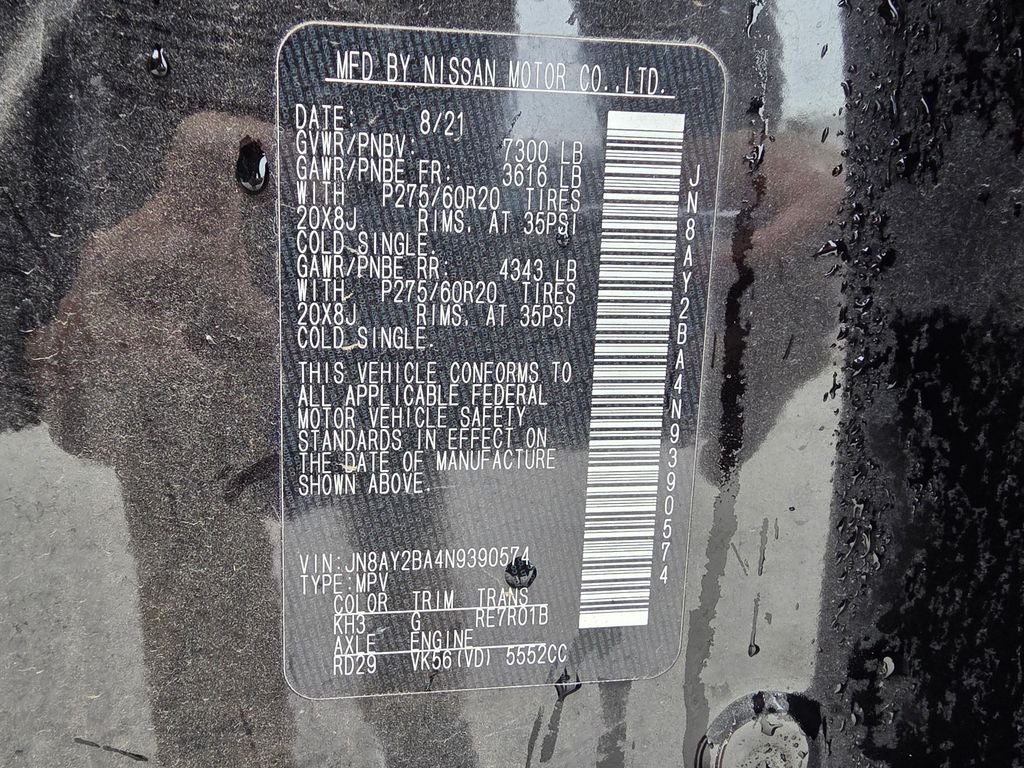 MFD BY NISSAN MOTOR CO.,LTD.
DATE: 8/21
GVWR/PNBV: 7300 LB
GAWR/PNBE FR: 3616 LB
WITH P275/60R20 TIRES
20X8J RIMS, AT 35PSI
COLD SINGLE.
GAWR/PNBE RR: 4343 LB
WITH P275/60R20 TIRES
20X8J RIMS, AT 35PSI
COLD SINGLE.
THIS VEHICLE CONFORMS TO
ALL APPLICABLE FEDERAL
MOTOR VEHICLE SAFETY
STANDARDS IN EFFECT ON
THE DATE OF MANUFACTURE
SHOWN ABOVE.
VIN:JN8AY2BA4N9390574
TYPE:MPV
COLOR TRIM TRANS
KH3 G RE7R01B
AXLE ENGINE
RD29 VK56(VD) 5552CC
JN8AY2BA4N9390574